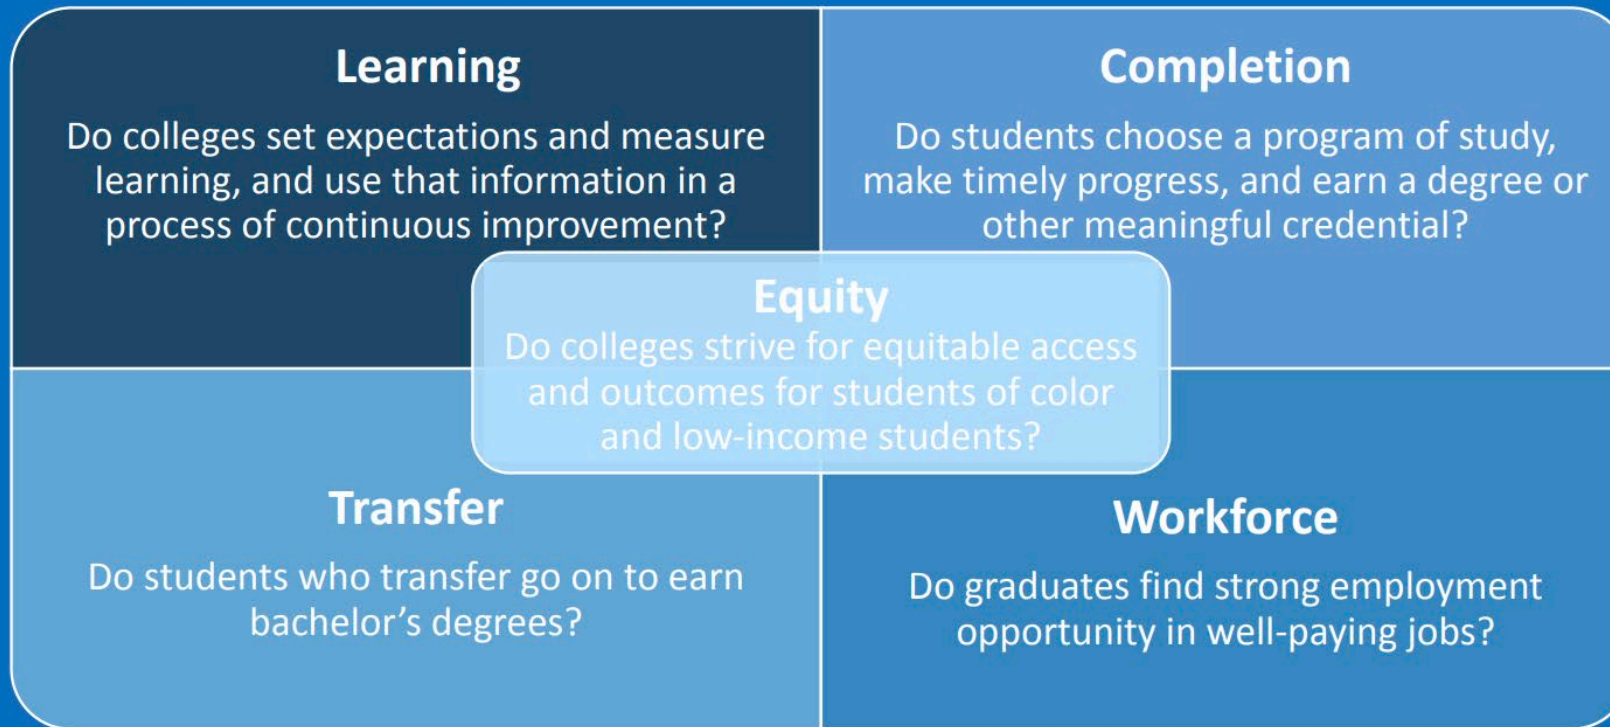 Learning
Do colleges set expectations and measure
learning, and use that information in a
process of continuous improvement?
Completion
Do students choose a program of study,
make timely progress, and earn a degree or
other meaningful credential?
Equity
Do colleges strive for equitable access
and outcomes for students of color
and low-income students?
Transfer
Do students who transfer go on to earn
bachelor’s degrees?
Workforce
Do graduates find strong employment
opportunity in well-paying jobs?